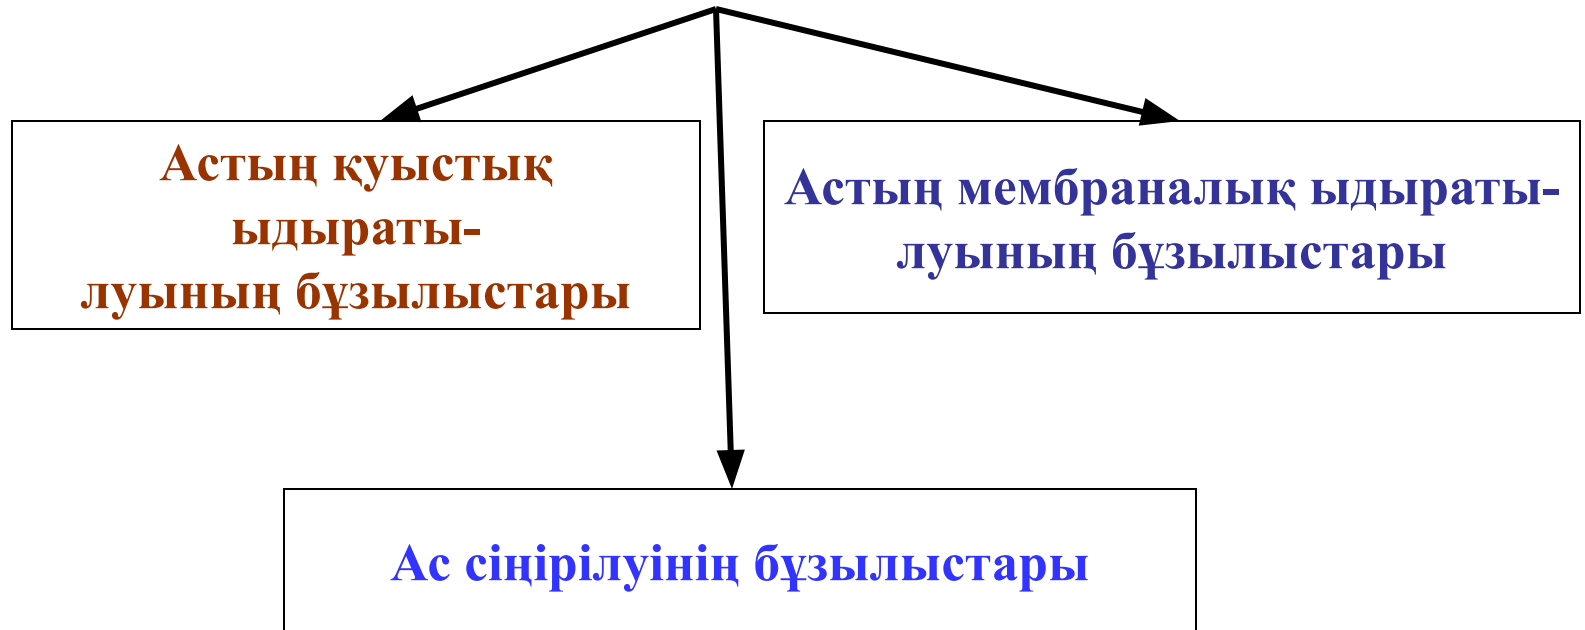 Астың қуыстық
ыдыраты-
луының бұзылыстары
Астың мембраналық ыдыраты-
луының бұзылыстары
Ас сіңірілуінің бұзылыстары